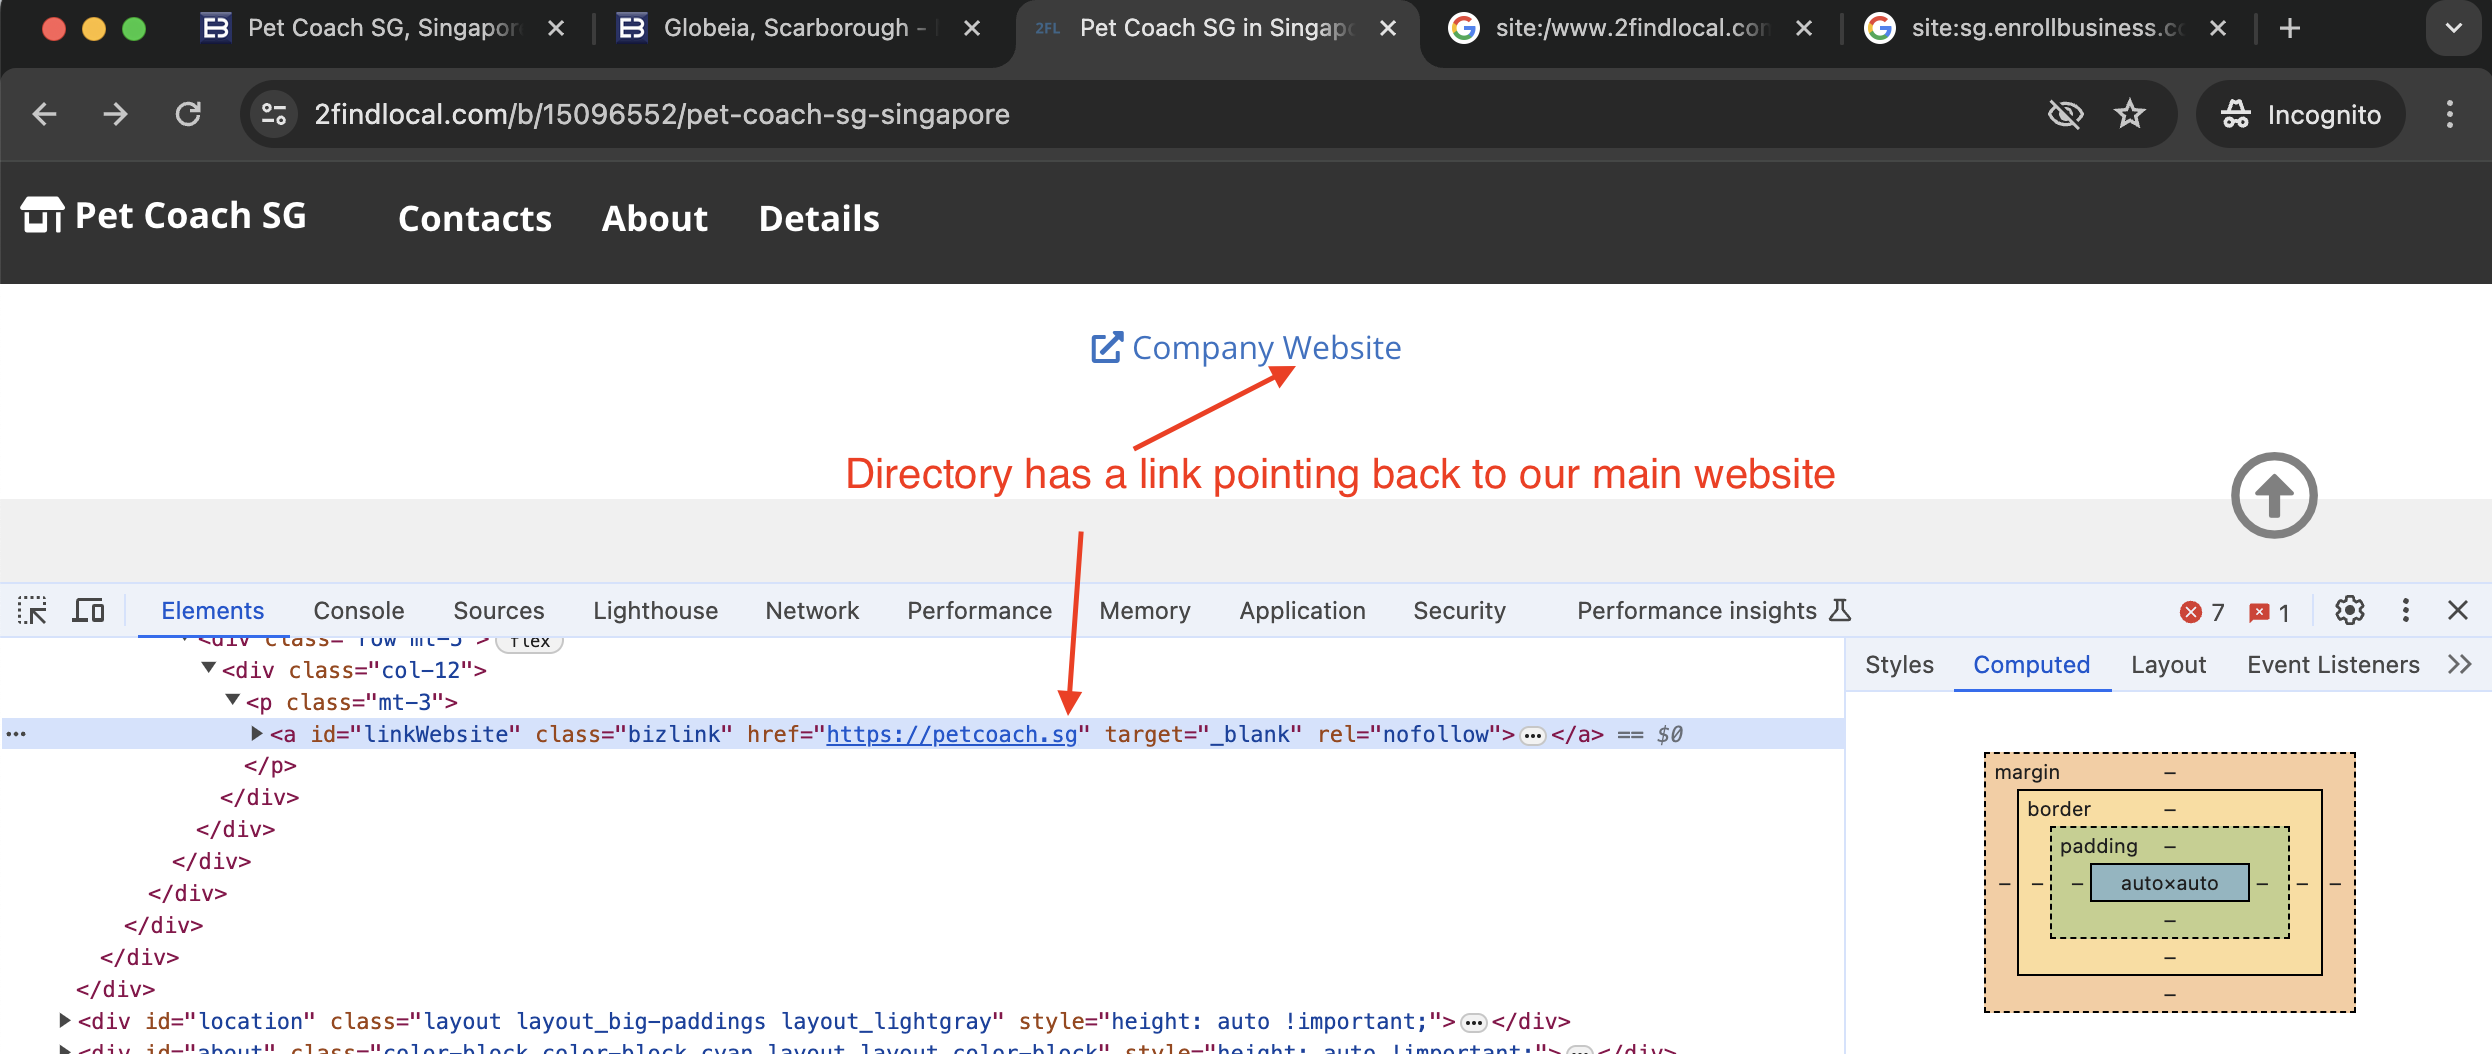 Pet Coach SG, Singapor
Globeia, Scarborough -
2FL Pet Coach SG in Singap
site:/www.2findlocal.co
site:sg.enrollbusiness.c
2findlocal.com/b/15096552/pet-coach-sg-singapore
Incognito
Pet Coach SG Contacts About Details
Company Website
Directory has a link pointing back to our main website
Elements Console Sources Lighthouse Network Performance Memory Application Security Performance insights 7 1
<div class="row mt-5"> flex
<div class="col-12">
<p class="mt-3">
<a id="linkWebsite" class="bizlink" href="https://petcoach.sg" target="_blank" rel="nofollow">…</a> == $0
</p>
</div>
</div>
</div>
</div>
</div>
</div>
</div>
<div id="location" class="layout layout_big-paddings layout_lightgray" style="height: auto !important;">…</div>
<div id="about" class="color-block color-block_cyan layout layout_color-block" style="height: auto !important;">…</div>
Styles Computed Layout Event Listeners
margin –
border –
padding –
– – – auto×auto – – –
–
–
–